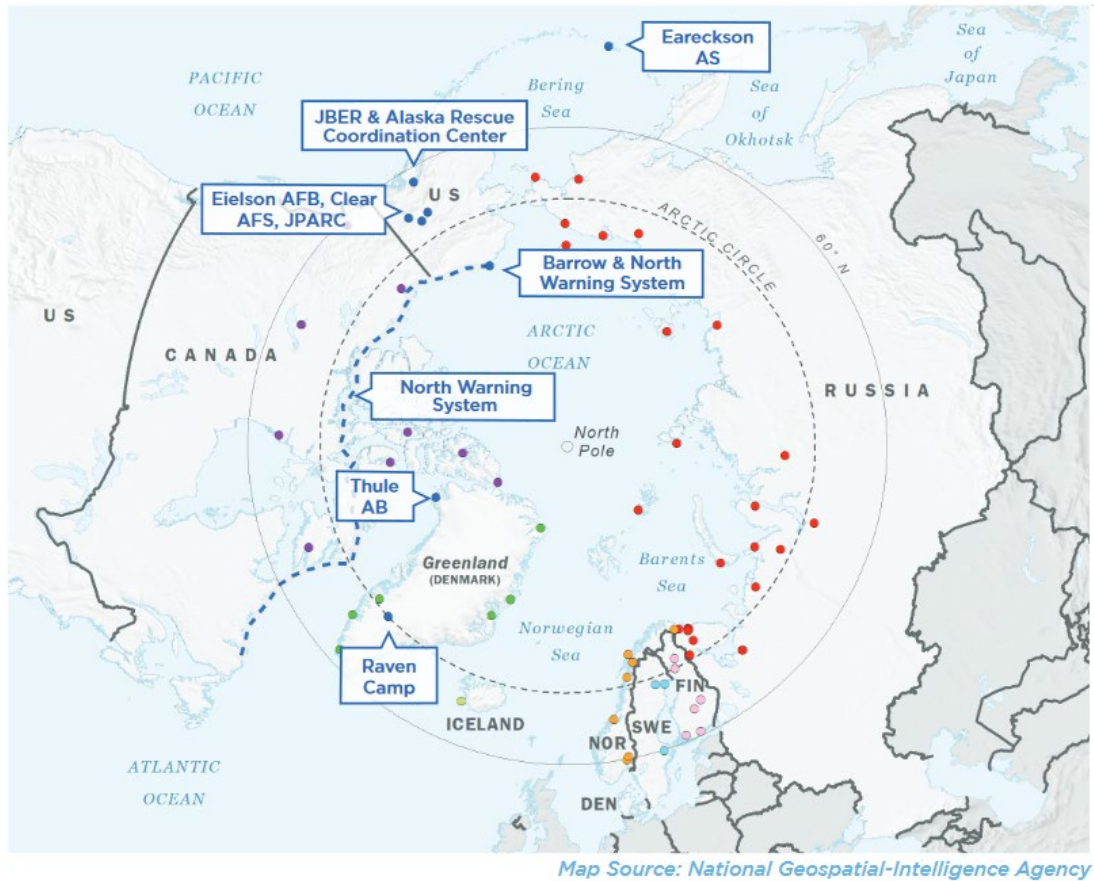 Eareckson
AS
Sea
of
Japan
PACIFIC
OCEAN
Bering
Sea
Sea
of
Okhotsk
JBER & Alaska Rescue
Coordination Center
Eielson AFB, Clear
AFS, JPARC
US
ARCTIC CIRCLE
60° N
Barrow & North
Warning System
US
CANADA
ARCTIC
OCEAN
RUSSIA
North Warning
System
North
Pole
Thule
AB
Greenland
(DENMARK)
Barents
Sea
Norwegian
Sea
Raven
Camp
ICELAND
FIN
SWE
NOR
DEN
ATLANTIC
OCEAN
Map Source: National Geospatial-Intelligence Agency